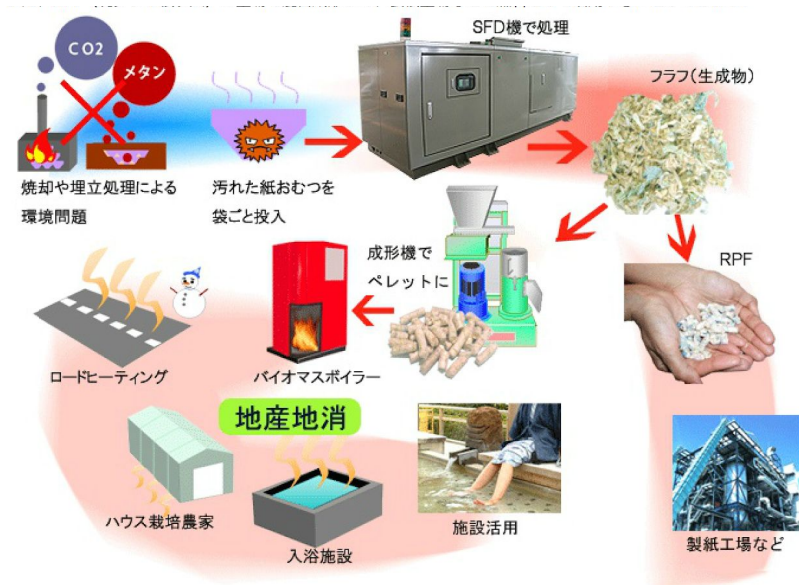 CO2
メタン
SFD機で処理
フラフ(生成物)
焼却や埋立処理による
環境問題
汚れた紙おむつを
袋ごと投入
成形機で
ペレットに
RPF
ロードヒーティング
バイオマスボイラー
地産地消
ハウス栽培農家
入浴施設
施設活用
製紙工場など